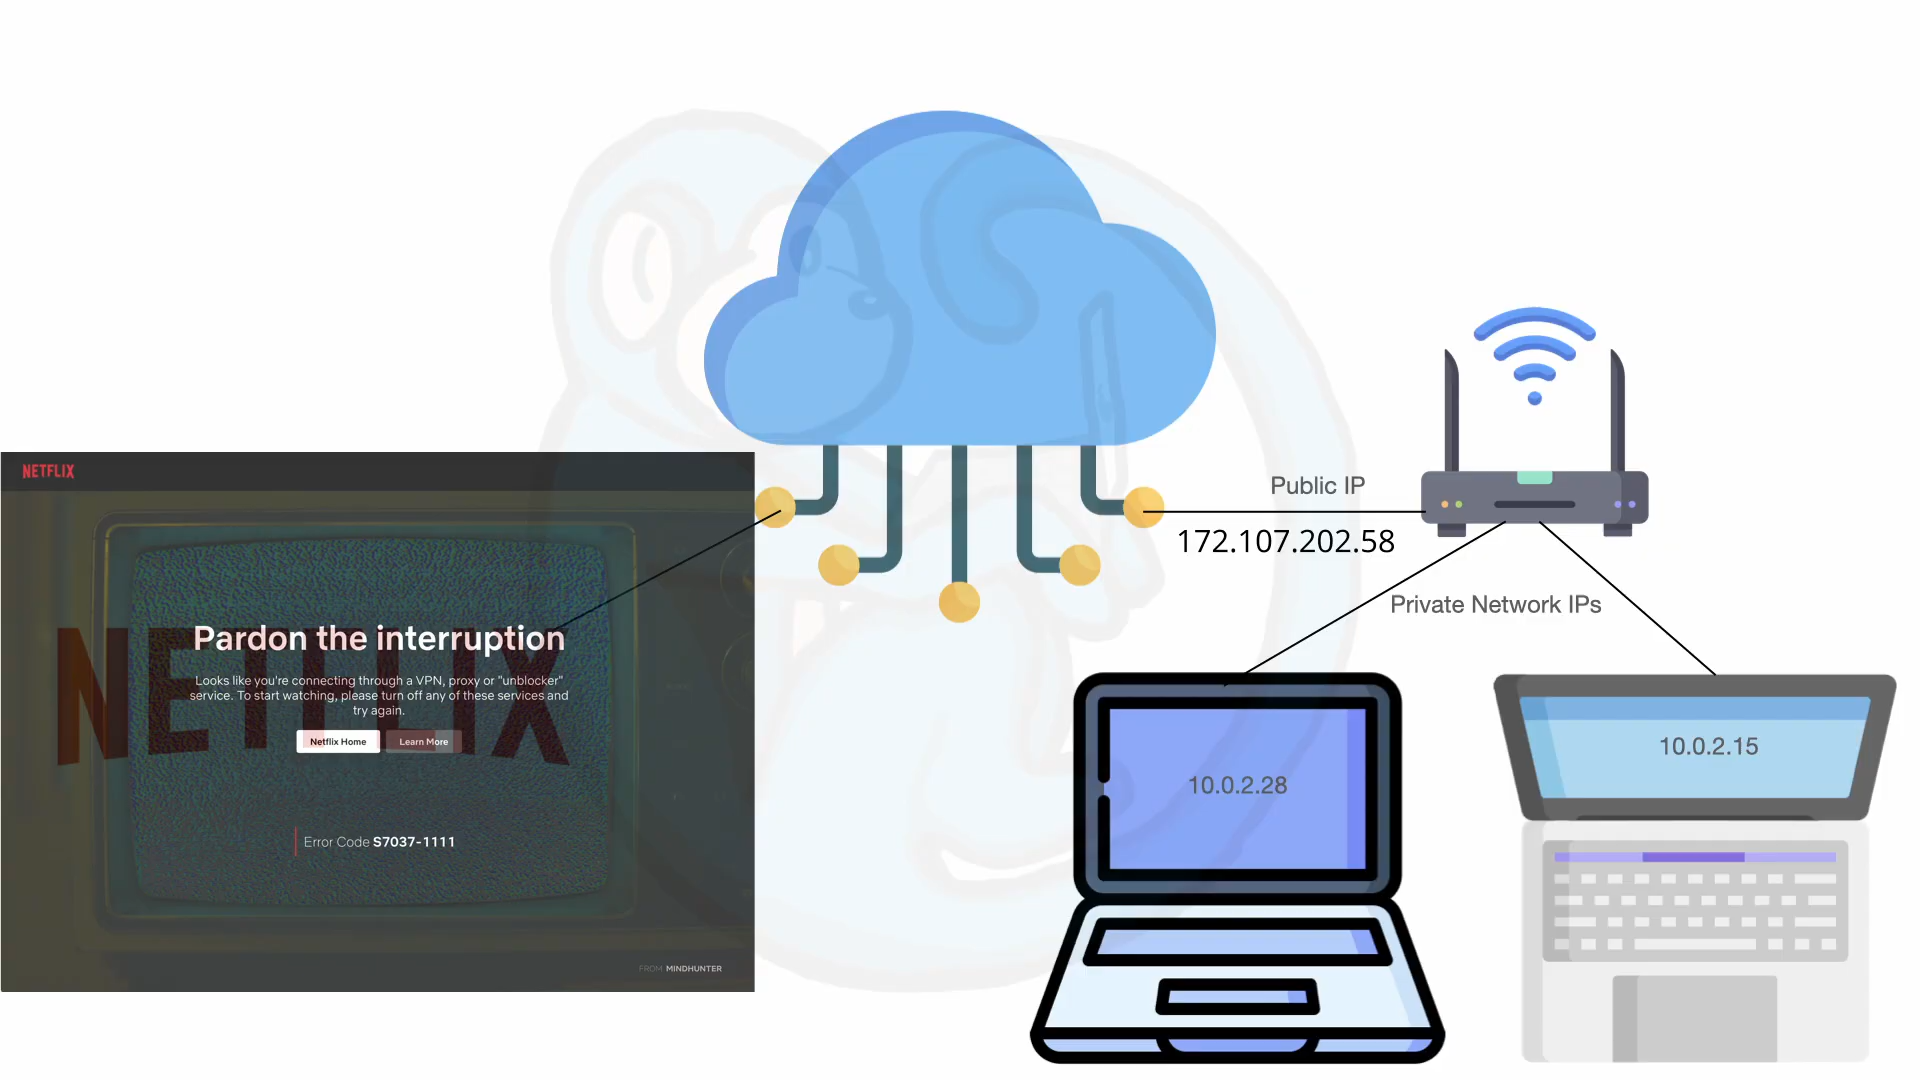 NETFLIX
NETFLIX
Pardon the interruption
Looks like you're connecting through a VPN, proxy or "unblocker"
service. To start watching, please turn off any of these services and
try again.
Netflix Home
Learn More
Error Code S7037-1111
FROM MINDHUNTER
Public IP
172.107.202.58
Private Network IPs
10.0.2.28
10.0.2.15